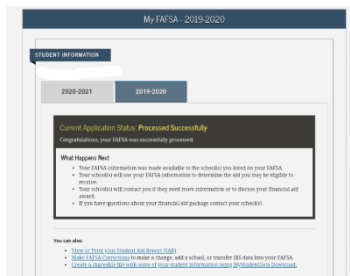 My FAFSA - 2019-2020
STUDENT INFORMATION
2020-2021 2019-2020
Current Application Status: Processed Successfully
Congratulations, your FAFSA was successfully processed.
What Happens Next
• Your FAFSA information was made available to the school(s) you listed on your FAFSA.
• Your school(s) will use your FAFSA information to determine the aid you may be eligible to
receive.
• Your school(s) will contact you if they need more information or to discuss your financial aid
award.
• If you have questions about your financial aid package contact your school(s).
You can also:
• View or Print your Student Aid Report (SAR)
• Make FAFSA Corrections to make a change, add a school, or transfer IRS data into your FAFSA
• Create a shareable file with some of your student information using MyStudentData Download.